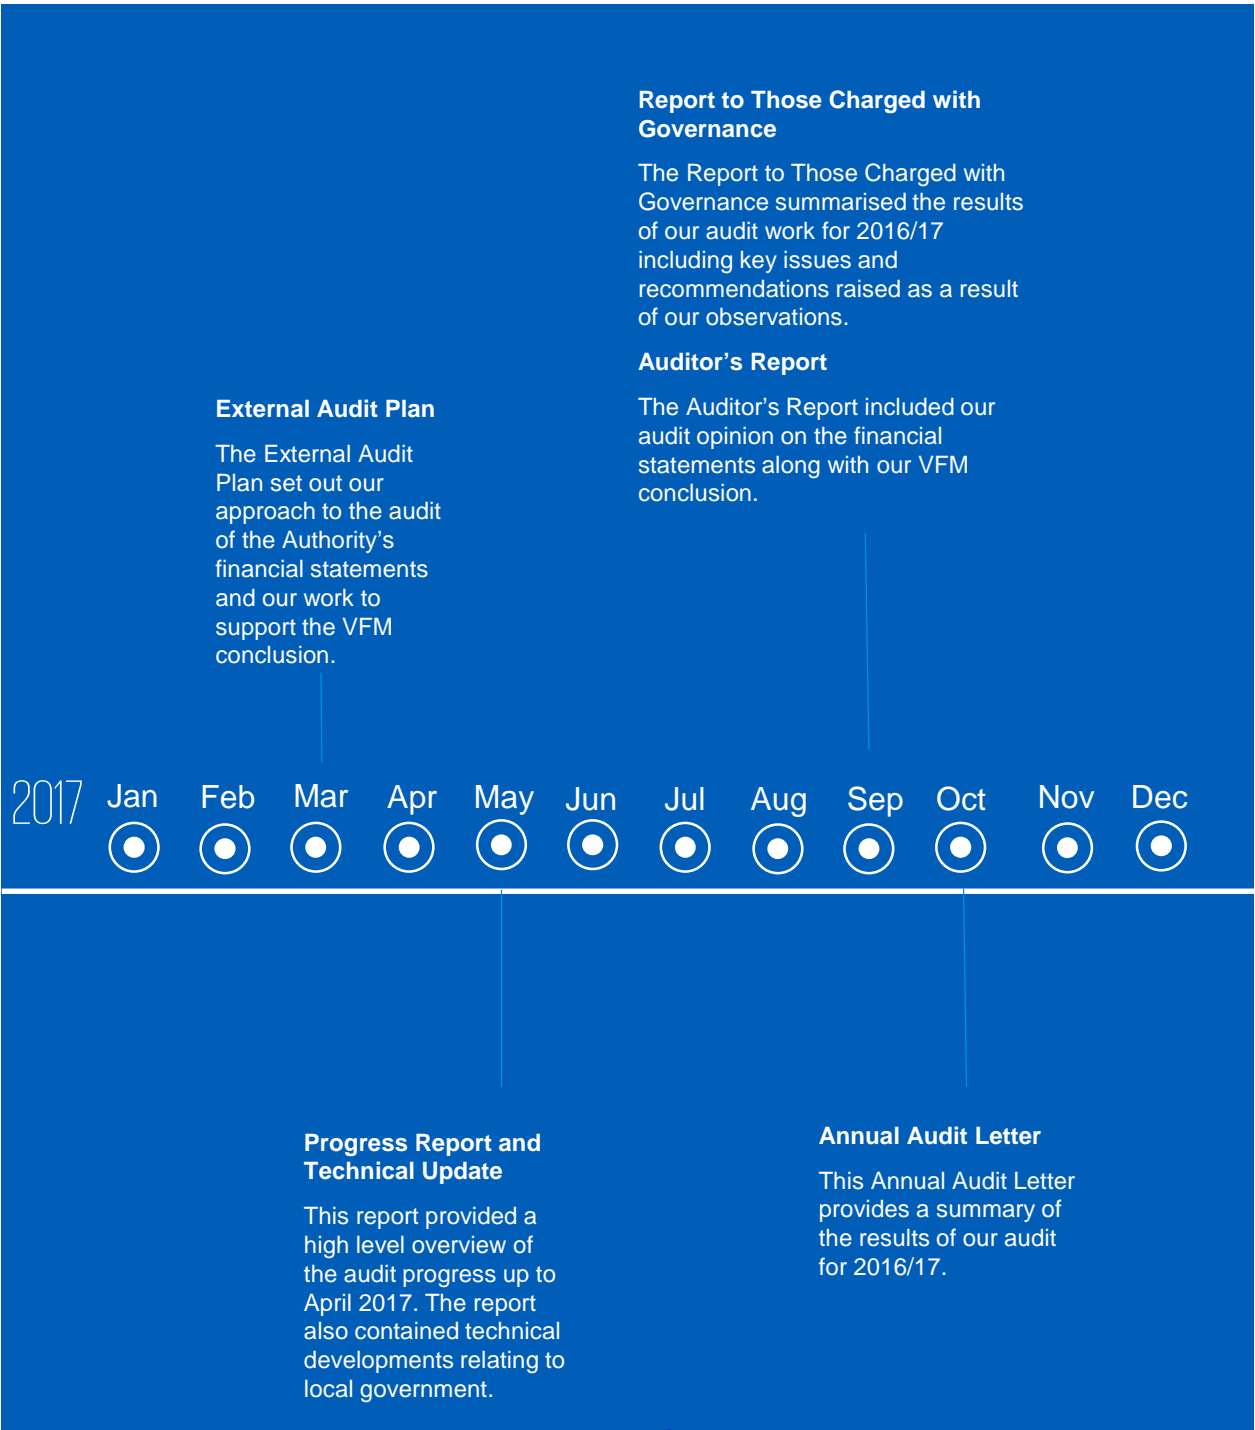 Report to Those Charged with
Governance
The Report to Those Charged with
Governance summarised the results
of our audit work for 2016/17
including key issues and
recommendations raised as a result
of our observations.
Auditor’s Report
The Auditor’s Report included our
audit opinion on the financial
statements along with our VFM
conclusion.
External Audit Plan
The External Audit
Plan set out our
approach to the audit
of the Authority’s
financial statements
and our work to
support the VFM
conclusion.
2017 Jan Feb Mar Apr May Jun Jul Aug Sep Oct Nov Dec
Progress Report and
Technical Update
This report provided a
high level overview of
the audit progress up to
April 2017. The report
also contained technical
developments relating to
local government.
Annual Audit Letter
This Annual Audit Letter
provides a summary of
the results of our audit
for 2016/17.